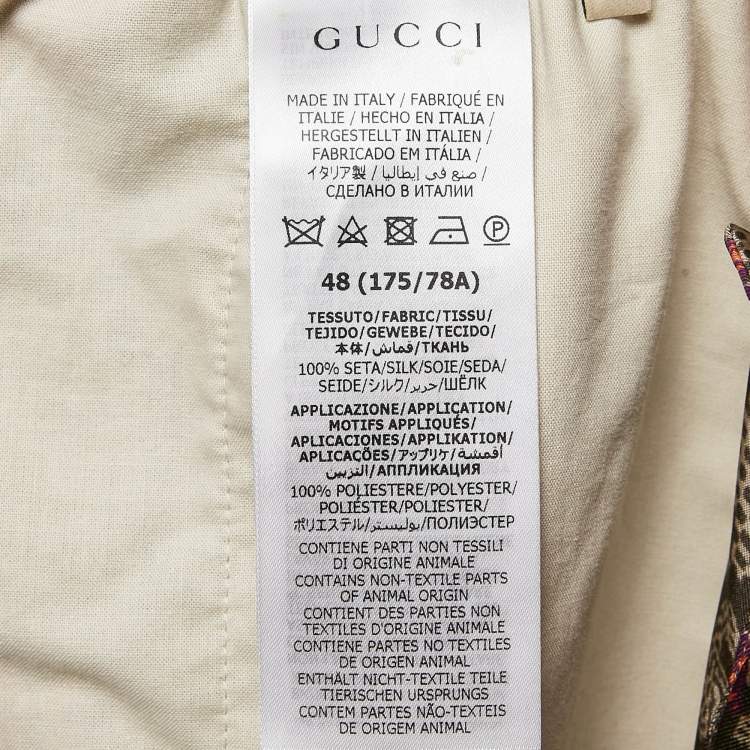 GUCCI
MADE IN ITALY / FABRIQUÉ EN
ITALIE / HECHO EN ITALIA /
HERGESTELLT IN ITALIEN /
FABRICADO EM ITÁLIA /
イタリア製 / صنع في إيطاليا /
СДЕЛАНО В ИТАЛИИ
P
48 (175/78A)
TESSUTO/FABRIC/TISSU/
TEJIDO/GEWEBE/TECIDO/
本体/قماش/ТКАНЬ
100% SETA/SILK/SOIE/SEDA/
SEIDE/シルク/حرير/ШЁЛК
APPLICAZIONE/APPLICATION/
MOTIFS APPLIQUÉS/
APLICACIONES/APPLIKATION/
APLICAÇÕES/アップリケ/أقمشة
التزيين/АППЛИКАЦИЯ
100% POLIESTERE/POLYESTER/
POLIÉSTER/POLIESTER/
ポリエステル/بوليستر/ПОЛИЭСТЕР
CONTIENE PARTI NON TESSILI
DI ORIGINE ANIMALE
CONTAINS NON-TEXTILE PARTS
OF ANIMAL ORIGIN
CONTIENT DES PARTIES NON
TEXTILES D'ORIGINE ANIMALE
CONTIENE PARTES NO TEXTILES
DE ORIGEN ANIMAL
ENTHÄLT NICHT-TEXTILE TEILE
TIERISCHEN URSPRUNGS
CONTEM PARTES NÃO-TEXTEIS
DE ORIGEM ANIMAL